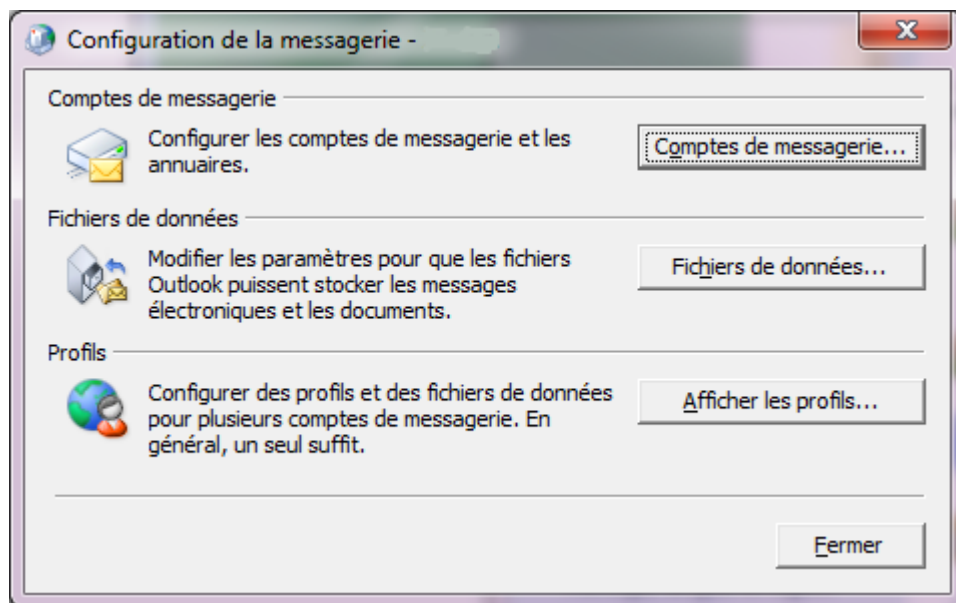 Configuration de la messagerie -
Comptes de messagerie
Configurer les comptes de messagerie et les
annuaires.
Comptes de messagerie...
Fichiers de données
Modifier les paramètres pour que les fichiers
Outlook puissent stocker les messages
électroniques et les documents.
Fichiers de données...
Profils
Configurer des profils et des fichiers de données
pour plusieurs comptes de messagerie. En
général, un seul suffit.
Afficher les profils...
Fermer